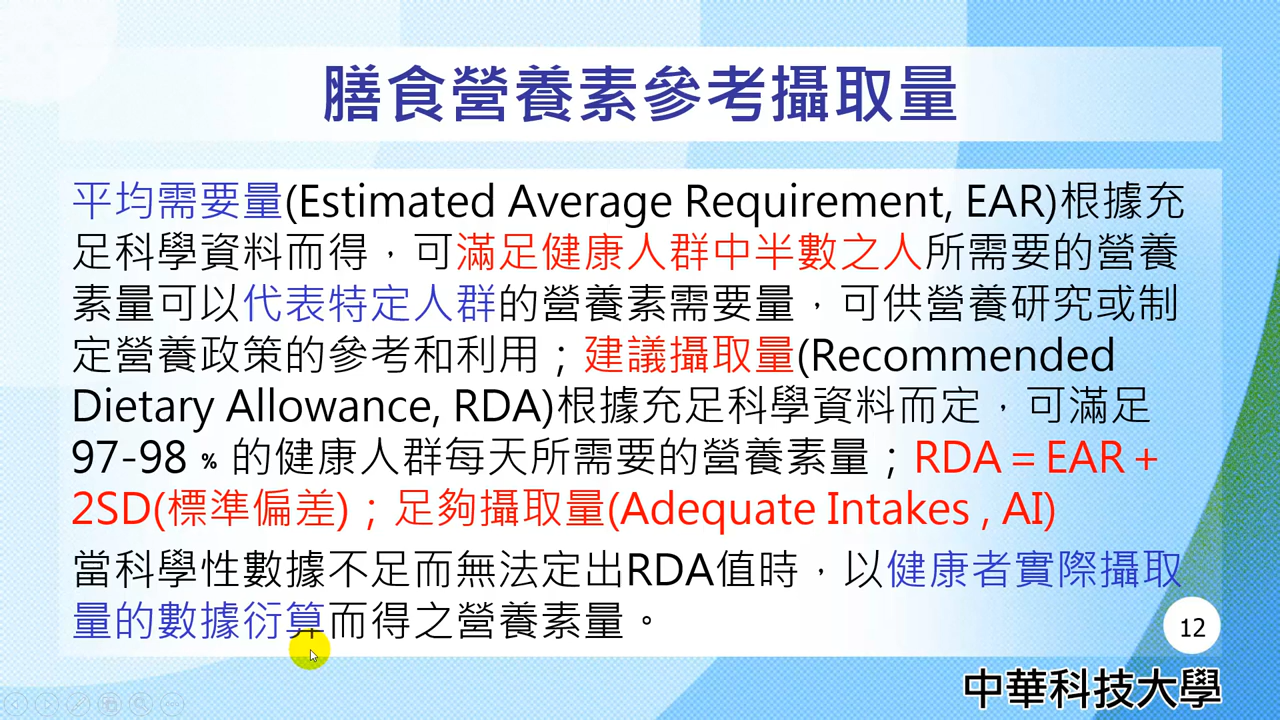 膳食營養素參考攝取量
平均需要量(Estimated Average Requirement, EAR)根據充
足科學資料而得，可滿足健康人群中半數之人所需要的營養
素量可以代表特定人群的營養素需要量，可供營養研究或制
定營養政策的參考和利用；建議攝取量(Recommended
Dietary Allowance, RDA)根據充足科學資料而定，可滿足
97-98﹪的健康人群每天所需要的營養素量；RDA＝EAR＋
2SD(標準偏差)；足夠攝取量(Adequate Intakes , AI)
當科學性數據不足而無法定出RDA值時，以健康者實際攝取
量的數據衍算而得之營養素量。
12
中華科技大學